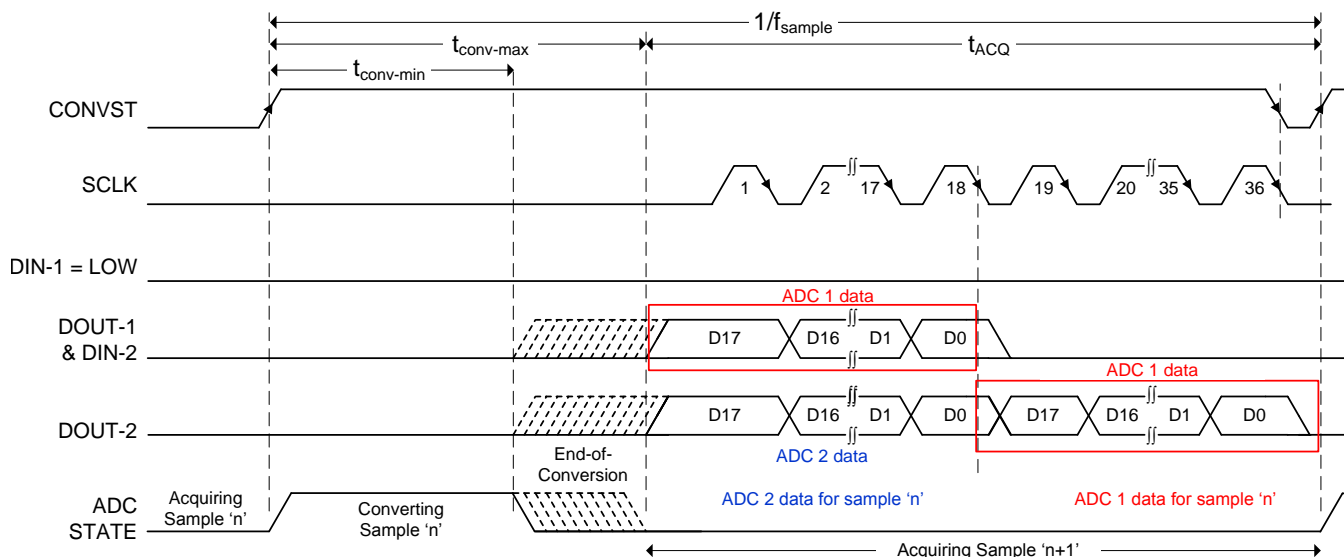 1/fsample
tconv-max
tACQ
tconv-min
CONVST
SCLK
1 2 17 18 19 20 35 36
DIN-1 = LOW
ADC 1 data
DOUT-1
& DIN-2
D17 D16 D1 D0
ADC 1 data
DOUT-2
D17 D16 D1 D0 D17 D16 D1 D0
End-of-
Conversion
ADC 2 data
ADC
STATE
Acquiring
Sample ‘n’
Converting
Sample ‘n’
ADC 2 data for sample ‘n’
ADC 1 data for sample ‘n’
Acquiring Sample ‘n+1’